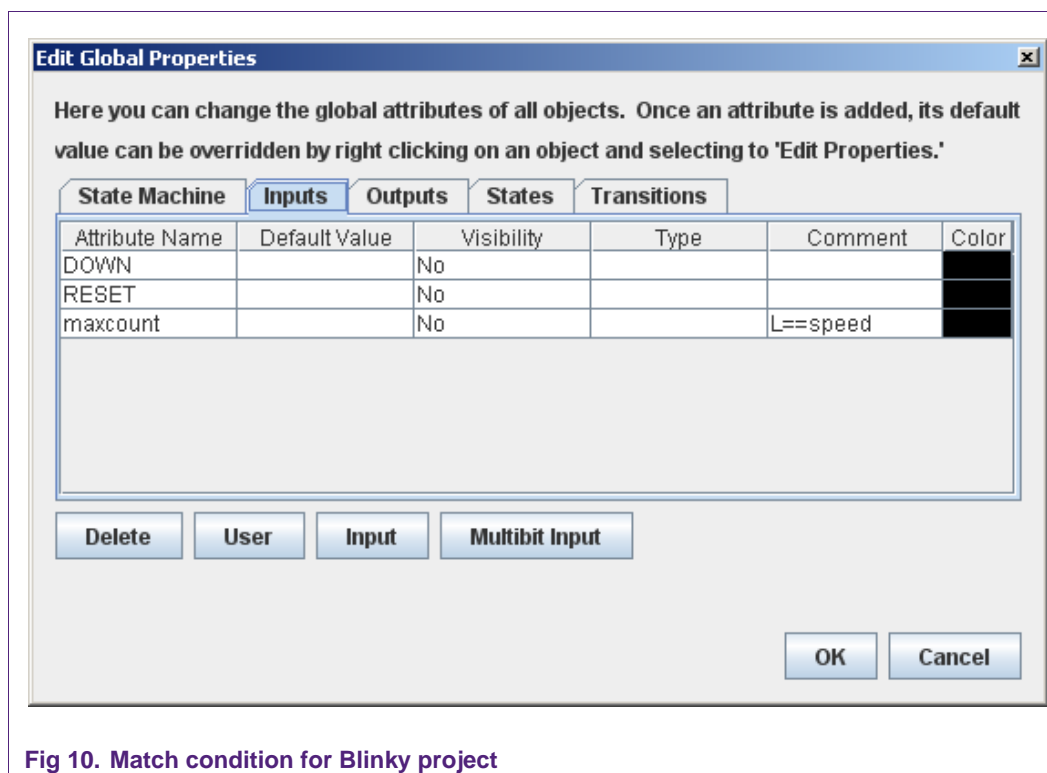 Edit Global Properties
Here you can change the global attributes of all objects. Once an attribute is added, its default
value can be overridden by right clicking on an object and selecting to 'Edit Properties.'
State Machine Inputs Outputs States Transitions
Attribute Name Default Value Visibility Type Comment Color
DOWN No
RESET No
maxcount No L==speed
Delete User Input Multibit Input
OK Cancel
Fig 10. Match condition for Blinky project